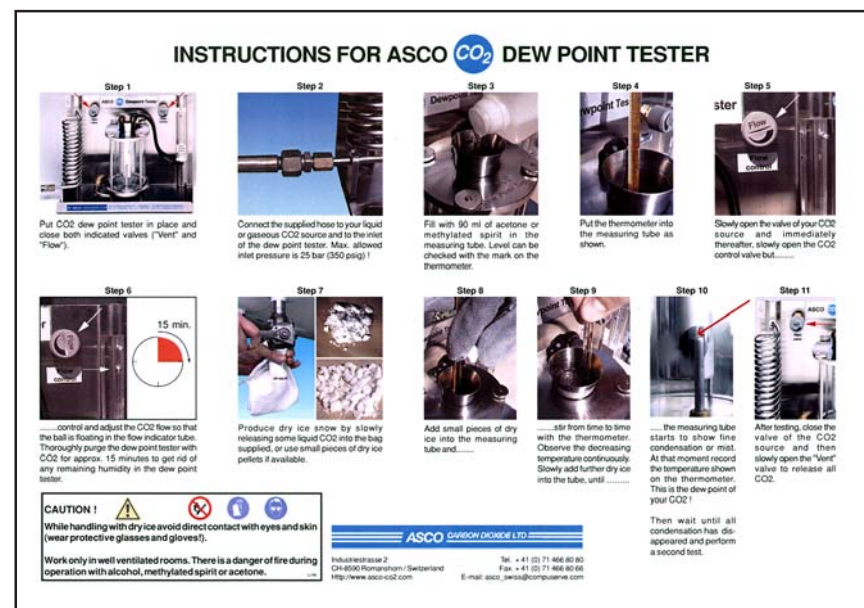 INSTRUCTIONS FOR ASCO CO2 DEW POINT TESTER
Step 1
ASCO CO2 Dewpoint Tester
Put CO2 dew point tester in place and
close both indicated valves ("Vent" and
"Flow").
Step 2
Connect the supplied hose to your liquid
or gaseous CO2 source and to the inlet
of the dew point tester. Max. allowed
inlet pressure is 25 bar (350 psig) !
Step 3
Dewpoint
Fill with 90 ml of acetone or
methylated spirit in the
measuring tube. Level can be
checked with the mark on the
thermometer.
Step 4
ewpoint Tes
Put the thermometer into
the measuring tube as
shown.
Step 5
ster
Flow
Flow
control
Slowly open the valve of your CO2
source and immediately
thereafter, slowly open the CO2
control valve but........
Step 6
er
Flow
control
15 min.
........control and adjust the CO2 flow so that
the ball is floating in the flow indicator tube.
Thoroughly purge the dew point tester with
CO2 for approx. 15 minutes to get rid of
any remaining humidity in the dew point
tester.
Step 7
Produce dry ice snow by slowly
releasing some liquid CO2 into the bag
supplied, or use small pieces of dry ice
pellets if available.
Step 8
Add small pieces of dry
ice into the measuring
tube and........
Step 9
........stir from time to time
with the thermometer.
Observe the decreasing
temperature continuously.
Slowly add further dry ice
into the tube, until ..........
Step 10
..... the measuring tube
starts to show fine
condensation or mist.
At that moment record
the temperature shown
on the thermometer.
This is the dew point of
your CO2 !
Then wait until all
condensation has dis-
appeared and perform
a second test.
Step 11
ASCO
After testing, close the
valve of the CO2
source and then
slowly open the "Vent"
valve to release all
CO2.
CAUTION !
While handling with dry ice avoid direct contact with eyes and skin
(wear protective glasses and gloves!).
Work only in well ventilated rooms. There is a danger of fire during
operation with alcohol, methylated spirit or acetone.
ASCO CARBON DIOXIDE LTD
Industriestrasse 2
CH-8590 Romanshorn / Switzerland
Http://www.asco-co2.com
Tel. + 41 (0) 71 466 80 80
Fax + 41 (0) 71 466 80 66
E-mail: asco_swiss@compuserve.com